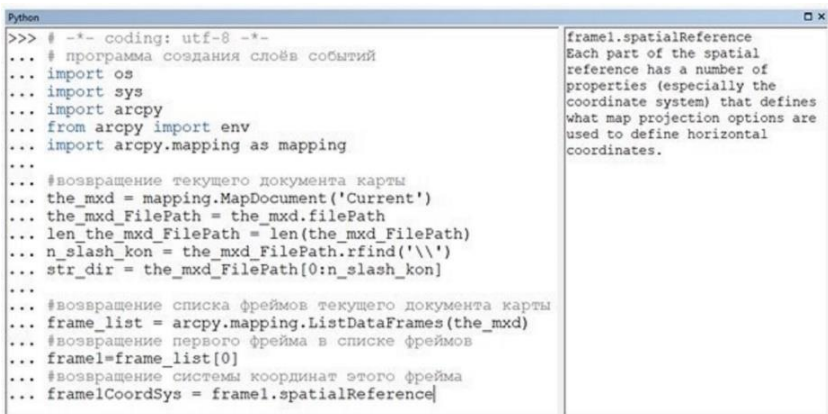 Python
>>> # -*- coding: utf-8 -*-
... # программа создания слоёв событий
... import os
... import sys
... import arcpy
... from arcpy import env
... import arcpy.mapping as mapping
...
... #возвращение текущего документа карты
... the_mxd = mapping.MapDocument('Current')
... the_mxd_FilePath = the_mxd.filePath
... len_the_mxd_FilePath = len(the_mxd_FilePath)
... n_slash_kon = the_mxd_FilePath.rfind('\\')
... str_dir = the_mxd_FilePath[0:n_slash_kon]
...
... #возвращение списка фреймов текущего документа карты
... frame_list = arcpy.mapping.ListDataFrames(the_mxd)
... #возвращение первого фрейма в списке фреймов
... frame1=frame_list[0]
... #возвращение системы координат этого фрейма
... frame1CoordSys = frame1.spatialReference
frame1.spatialReference
Each part of the spatial
reference has a number of
properties (especially the
coordinate system) that defines
what map projection options are
used to define horizontal
coordinates.